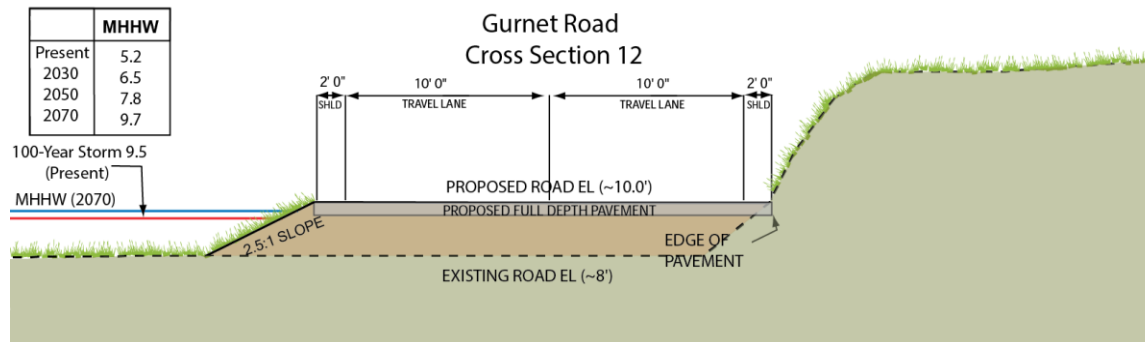 MHHW
Present 5.2
2030 6.5
2050 7.8
2070 9.7
Gurnet Road
Cross Section 12
2' 0" 10' 0" 10' 0" 2' 0"
SHLD TRAVEL LANE TRAVEL LANE SHLD
100-Year Storm 9.5
(Present)
MHHW (2070)
PROPOSED ROAD EL (~10.0')
PROPOSED FULL DEPTH PAVEMENT
2.5:1 SLOPE
EDGE OF
PAVEMENT
EXISTING ROAD EL (~8')